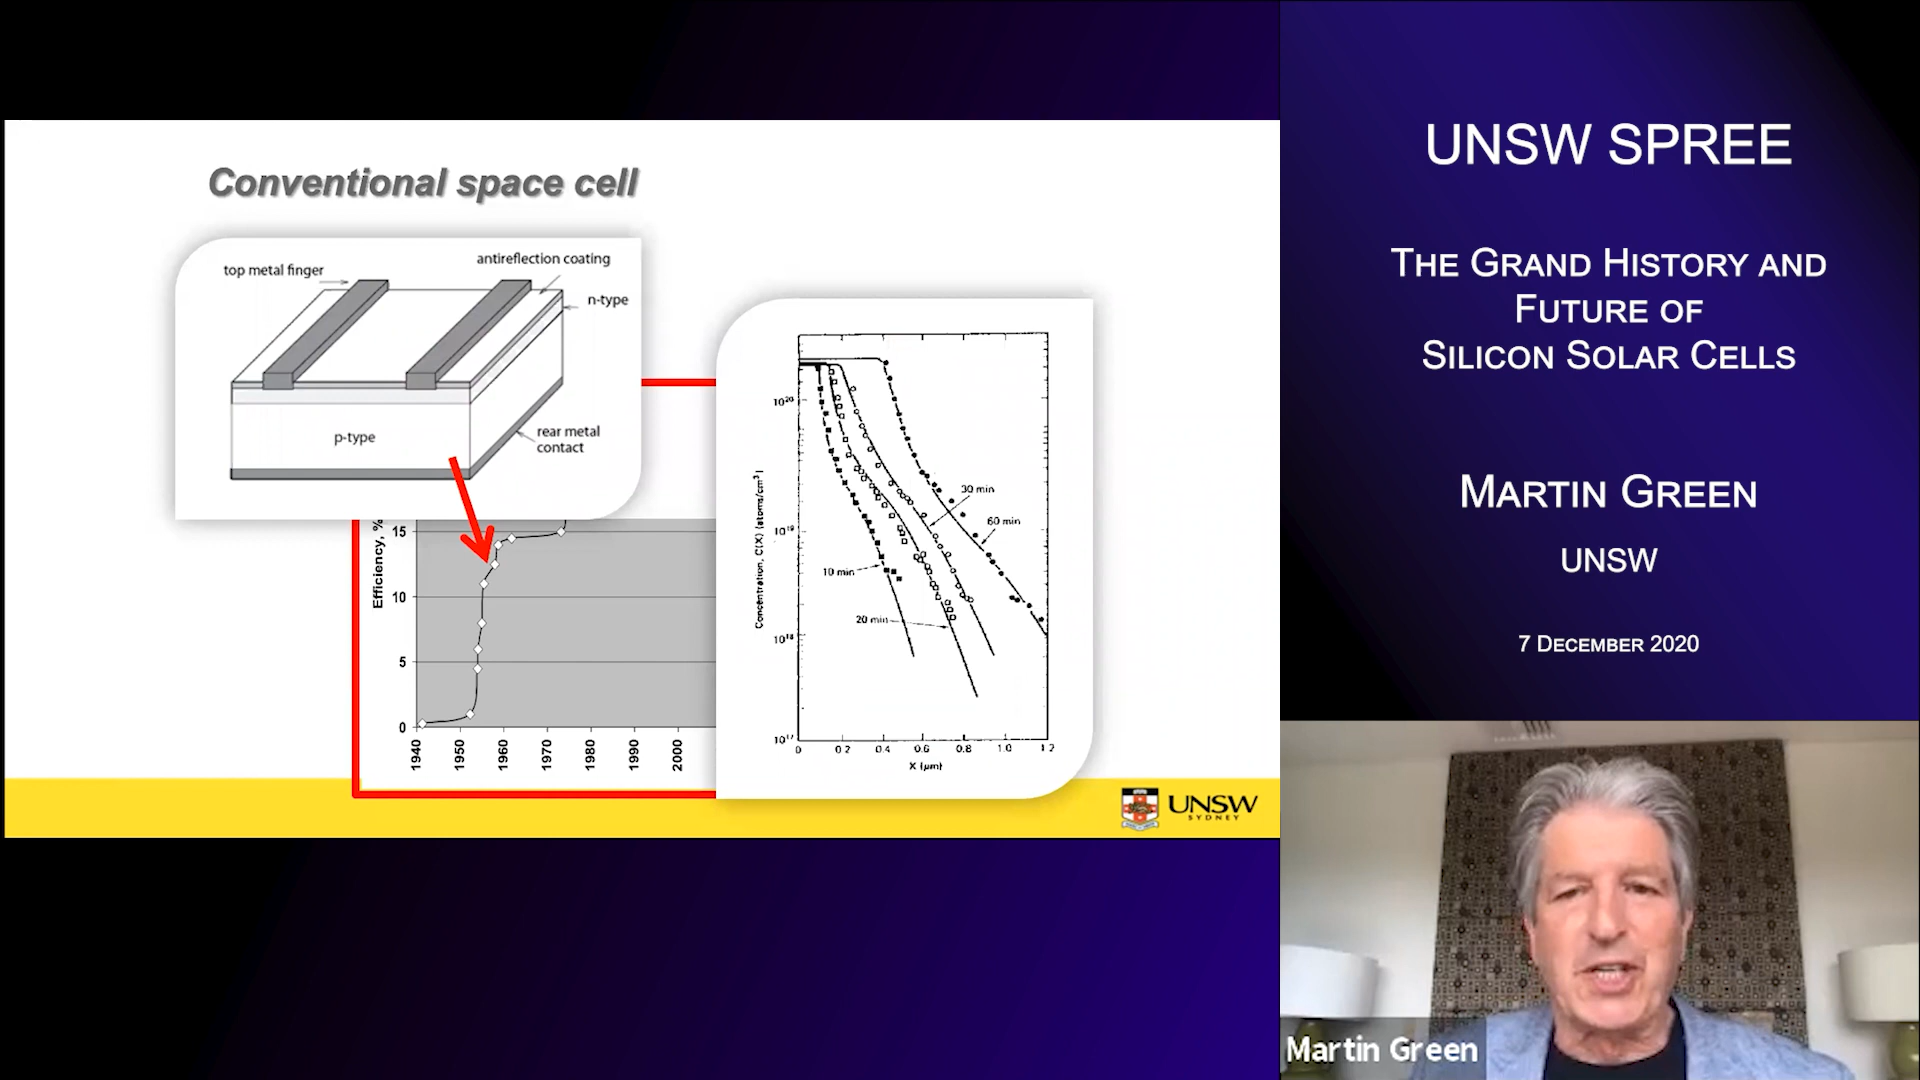 Conventional space cell
top metal finger
antireflection coating
n-type
p-type
rear metal
contact
Efficiency, %
15
10
5
0
1940
1950
1960
1970
1980
1990
2000
Concentration, C(X) (atoms/cm³)
10²⁰
10¹⁹
10¹⁸
10¹⁷
30 min
60 min
10 min
20 min
0
0.2
0.4
0.6
0.8
1.0
1.2
X (μm)
UNSW
SYDNEY
UNSW SPREE
The Grand History and
Future of
Silicon Solar Cells
Martin Green
UNSW
7 December 2020
Martin Green